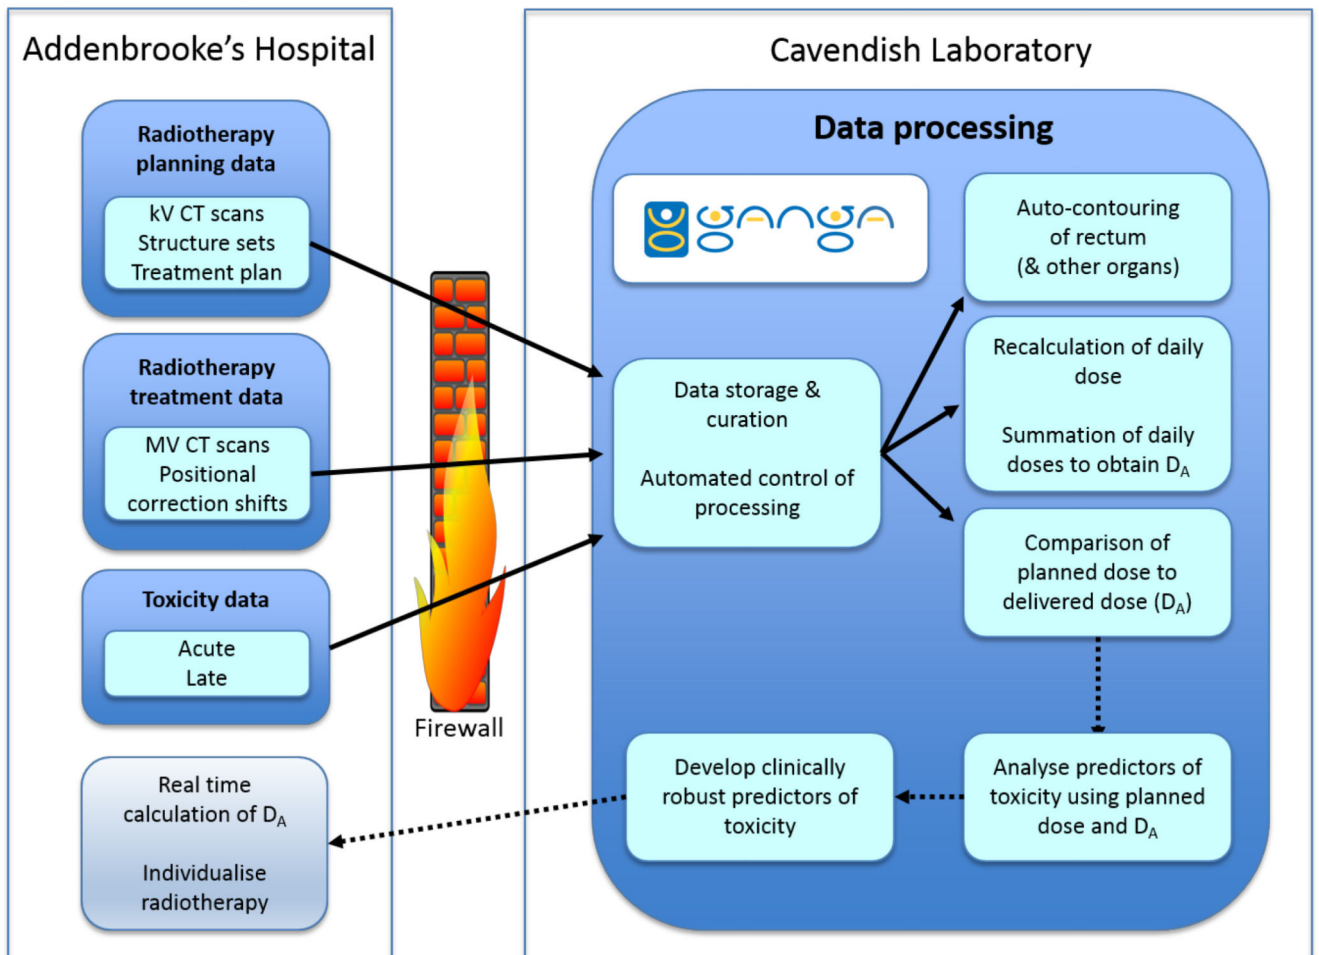 Addenbrooke's Hospital
Radiotherapy
planning data
kV CT scans
Structure sets
Treatment plan
Radiotherapy
treatment data
MV CT scans
Positional
correction shifts
Toxicity data
Acute
Late
Real time
calculation of D_A
Individualise
radiotherapy
Firewall
Cavendish Laboratory
Data processing
ganga
Data storage &
curation
Automated control of
processing
Auto-contouring
of rectum
(& other organs)
Recalculation of daily
dose
Summation of daily
doses to obtain D_A
Comparison of
planned dose to
delivered dose (D_A)
Analyse predictors of
toxicity using planned
dose and D_A
Develop clinically
robust predictors of
toxicity